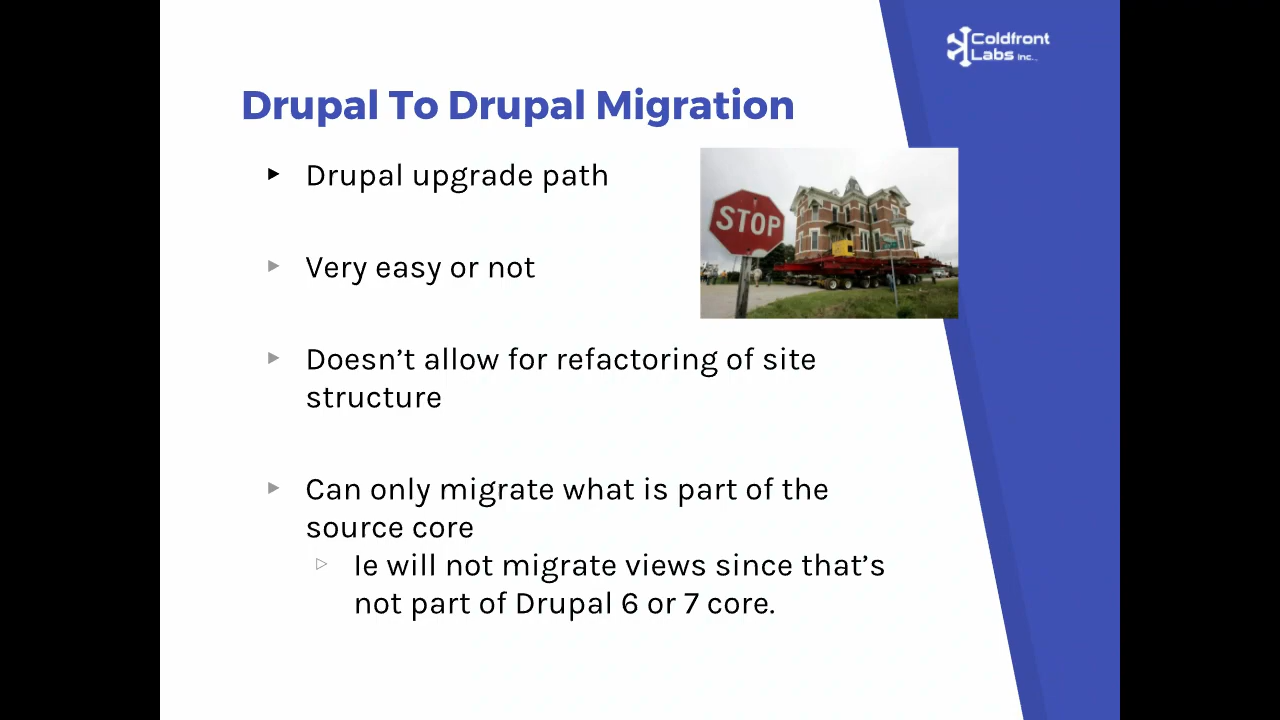 Coldfront
Labs Inc.
Drupal To Drupal Migration
Drupal upgrade path
STOP
Very easy or not
Doesn’t allow for refactoring of site
structure
Can only migrate what is part of the
source core
Ie will not migrate views since that’s
not part of Drupal 6 or 7 core.